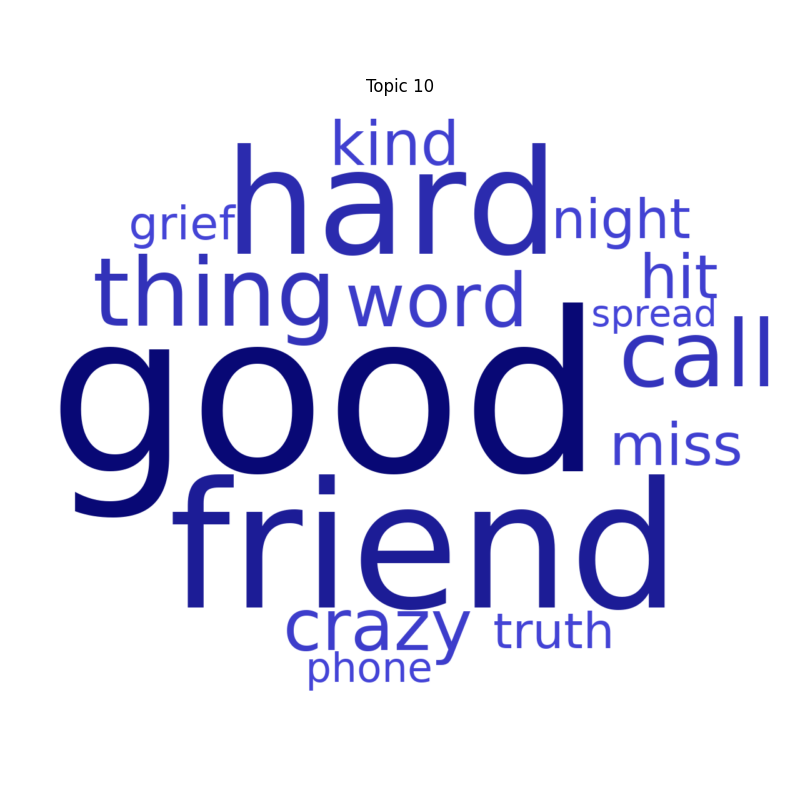 Topic 10
kind
hard
grief
night
thing
word
hit
spread
call
good
miss
friend
crazy
truth
phone